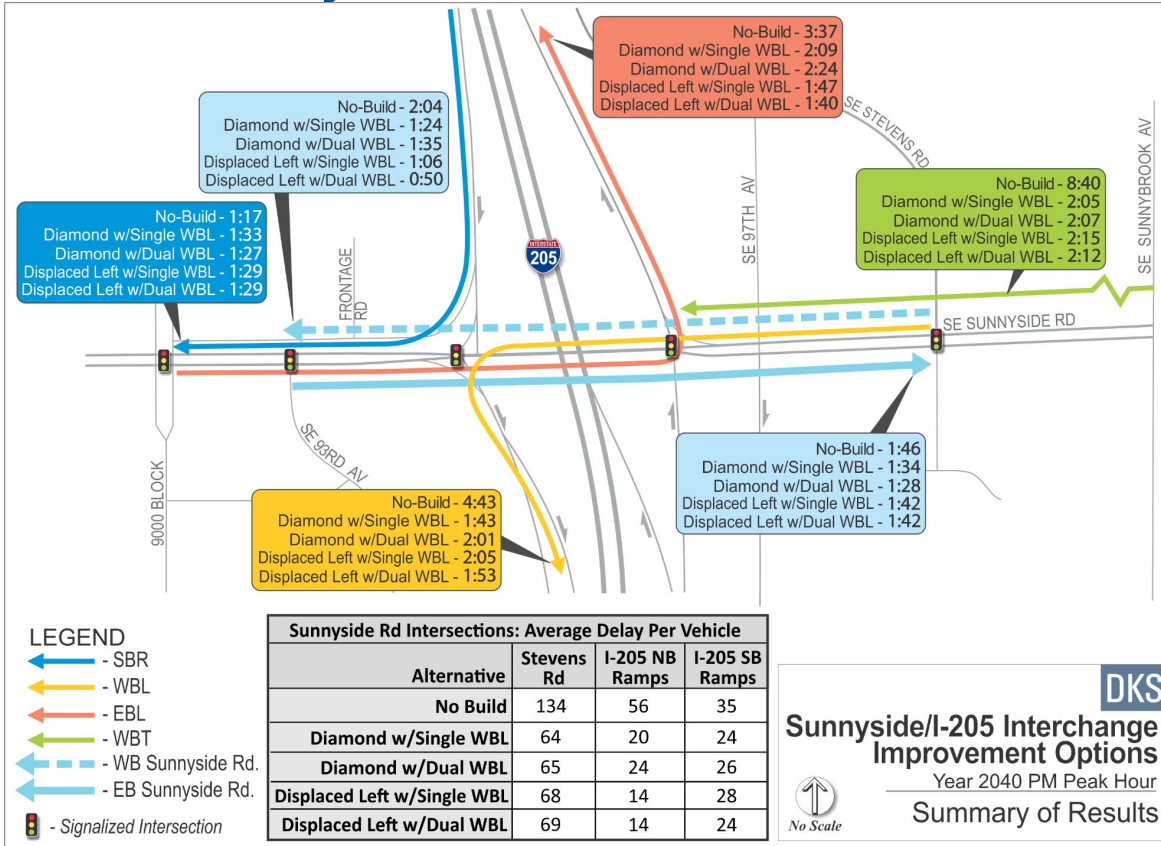 No-Build - 3:37
Diamond w/Single WBL - 2:09
Diamond w/Dual WBL - 2:24
Displaced Left w/Single WBL - 1:47
Displaced Left w/Dual WBL - 1:40
No-Build - 2:04
Diamond w/Single WBL - 1:24
Diamond w/Dual WBL - 1:35
Displaced Left w/Single WBL - 1:06
Displaced Left w/Dual WBL - 0:50
SE STEVENS RD
SE SUNNYBROOK AV
SE 97TH AV
No-Build - 8:40
Diamond w/Single WBL - 2:05
Diamond w/Dual WBL - 2:07
Displaced Left w/Single WBL - 2:15
Displaced Left w/Dual WBL - 2:12
No-Build - 1:17
Diamond w/Single WBL - 1:33
Diamond w/Dual WBL - 1:27
Displaced Left w/Single WBL - 1:29
Displaced Left w/Dual WBL - 1:29
INTERSTATE
205
FRONTAGE
RD
SE SUNNYSIDE RD
SE 93RD AV
9000 BLOCK
No-Build - 1:46
Diamond w/Single WBL - 1:34
Diamond w/Dual WBL - 1:28
Displaced Left w/Single WBL - 1:42
Displaced Left w/Dual WBL - 1:42
No-Build - 4:43
Diamond w/Single WBL - 1:43
Diamond w/Dual WBL - 2:01
Displaced Left w/Single WBL - 2:05
Displaced Left w/Dual WBL - 1:53
LEGEND
- SBR
- WBL
- EBL
- WBT
- WB Sunnyside Rd.
- EB Sunnyside Rd.
- Signalized Intersection
Sunnyside Rd Intersections: Average Delay Per Vehicle
Alternative Stevens Rd I-205 NB Ramps I-205 SB Ramps
No Build 134 56 35
Diamond w/Single WBL 64 20 24
Diamond w/Dual WBL 65 24 26
Displaced Left w/Single WBL 68 14 28
Displaced Left w/Dual WBL 69 14 24
DKS
Sunnyside/I-205 Interchange
Improvement Options
Year 2040 PM Peak Hour
Summary of Results
No Scale